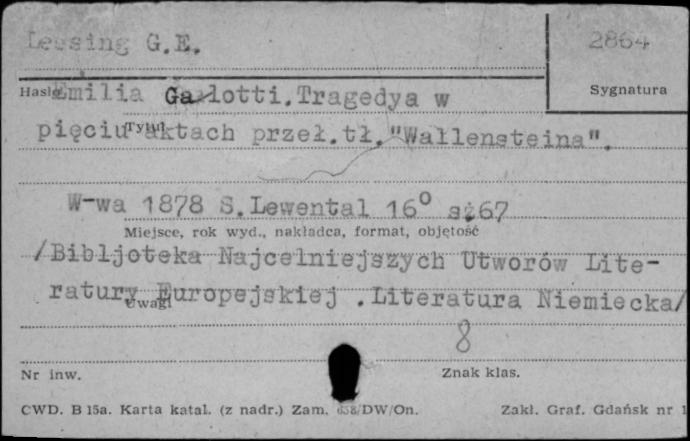 Lessing G.E.
2864
Hasło
Sygnatura
Emilia Galotti.Tragedya w
Tytuł
pięciu aktach przeł.tł."Wallensteina".
W-wa 1878 S.Lewental 16° s.67
Miejsce, rok wyd., nakładca, format, objętość
/Bibljoteka Najcelniejszych Utworów Lite-
ratury Europejskiej .Literatura Niemiecka/
Uwagi
8
Nr inw.
Znak klas.
CWD. B 15a. Karta katal. (z nadr.) Zam. /DW/On.
Zakł. Graf. Gdańsk nr 1